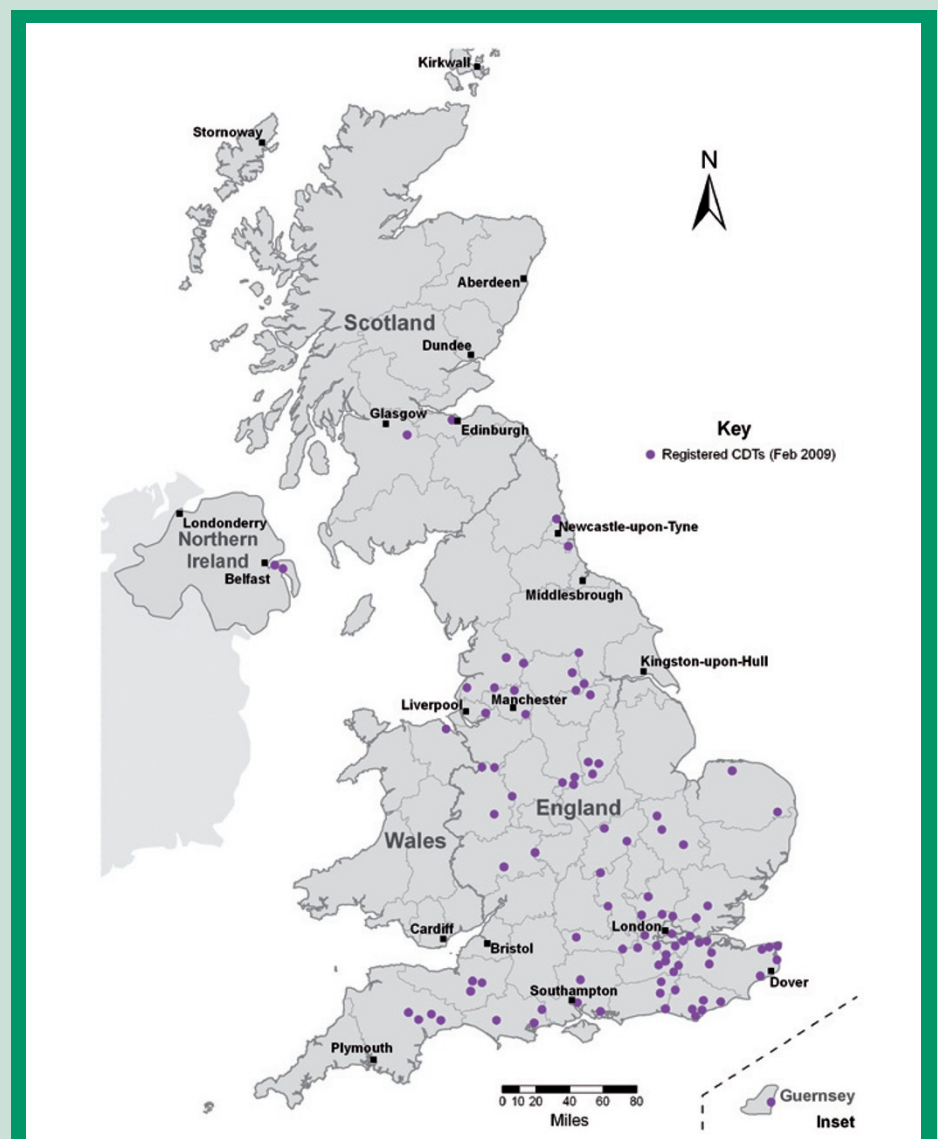 Kirkwall
Stornoway
N
Aberdeen
Scotland
Dundee
Glasgow
Edinburgh
Key
Registered CDTs (Feb 2009)
Londonderry
Northern
Ireland
Belfast
Newcastle-upon-Tyne
Middlesbrough
Kingston-upon-Hull
Liverpool
Manchester
England
Wales
Cardiff
Bristol
London
Dover
Southampton
Plymouth
0 10 20 40 60 80
Miles
Guernsey
Inset